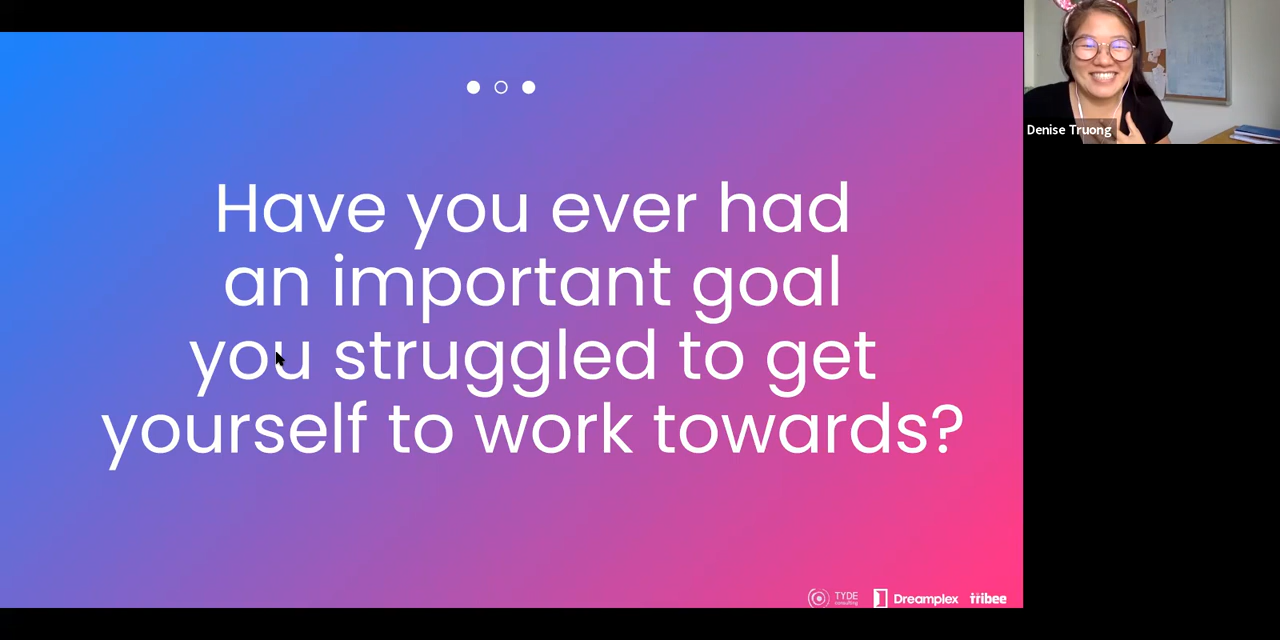 Have you ever had
an important goal
you struggled to get
yourself to work towards?
Denise Truong
TYDE
consulting
Dreamplex
tribee